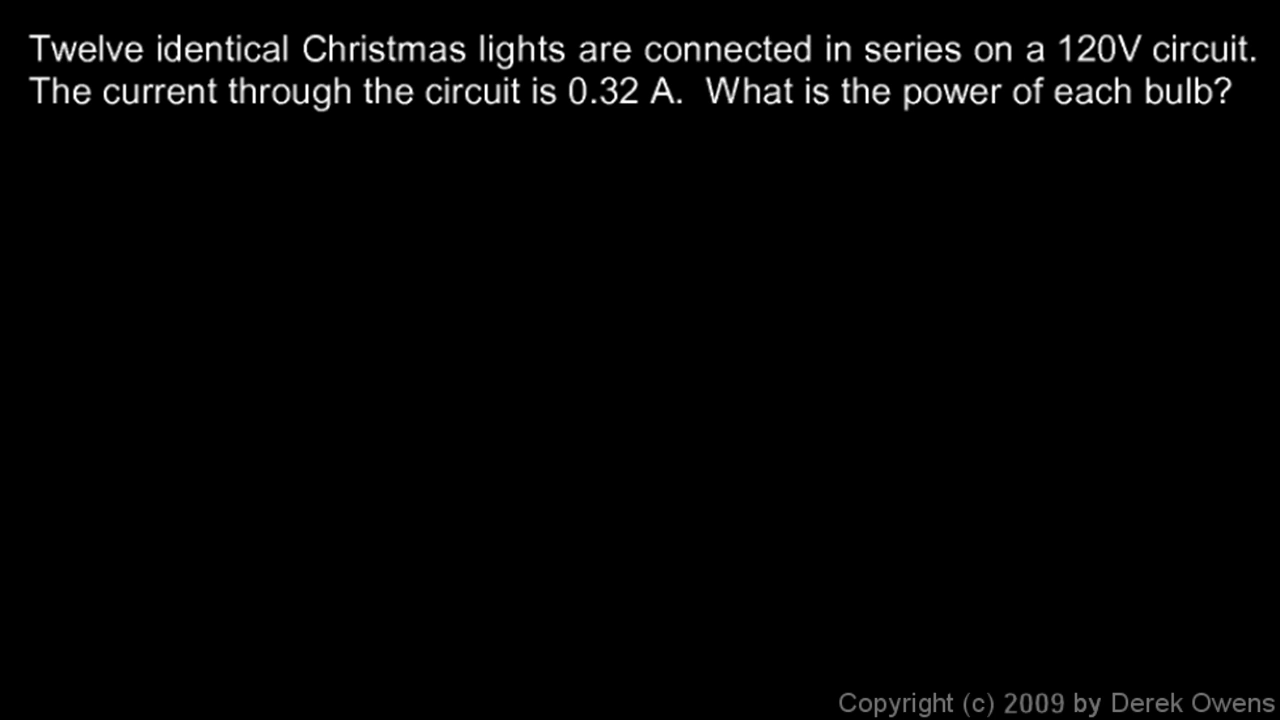 Twelve identical Christmas lights are connected in series on a 120V circuit.
The current through the circuit is 0.32 A.  What is the power of each bulb?
Copyright (c) 2009 by Derek Owens